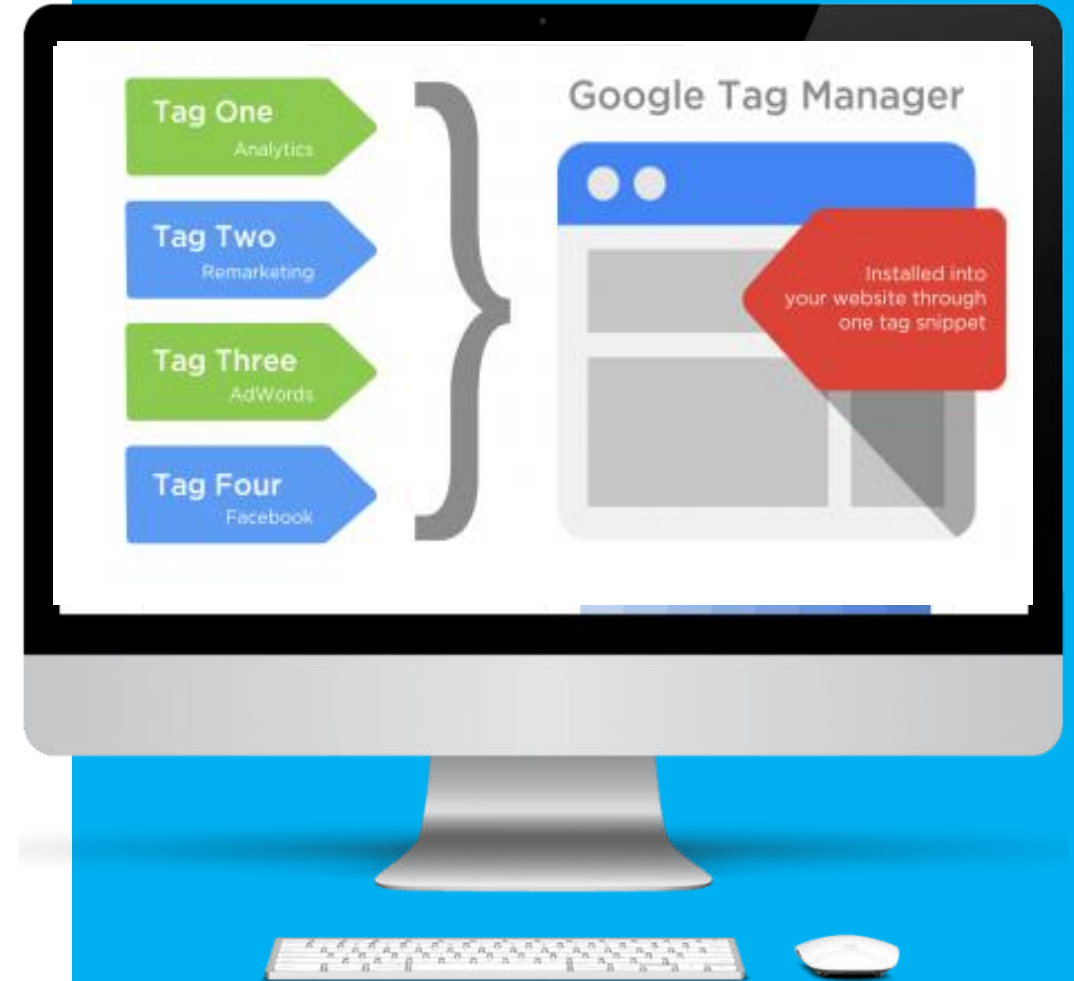 Tag One
Analytics
Tag Two
Remarketing
Tag Three
AdWords
Tag Four
Facebook
Google Tag Manager
Installed into
your website through
one tag snippet